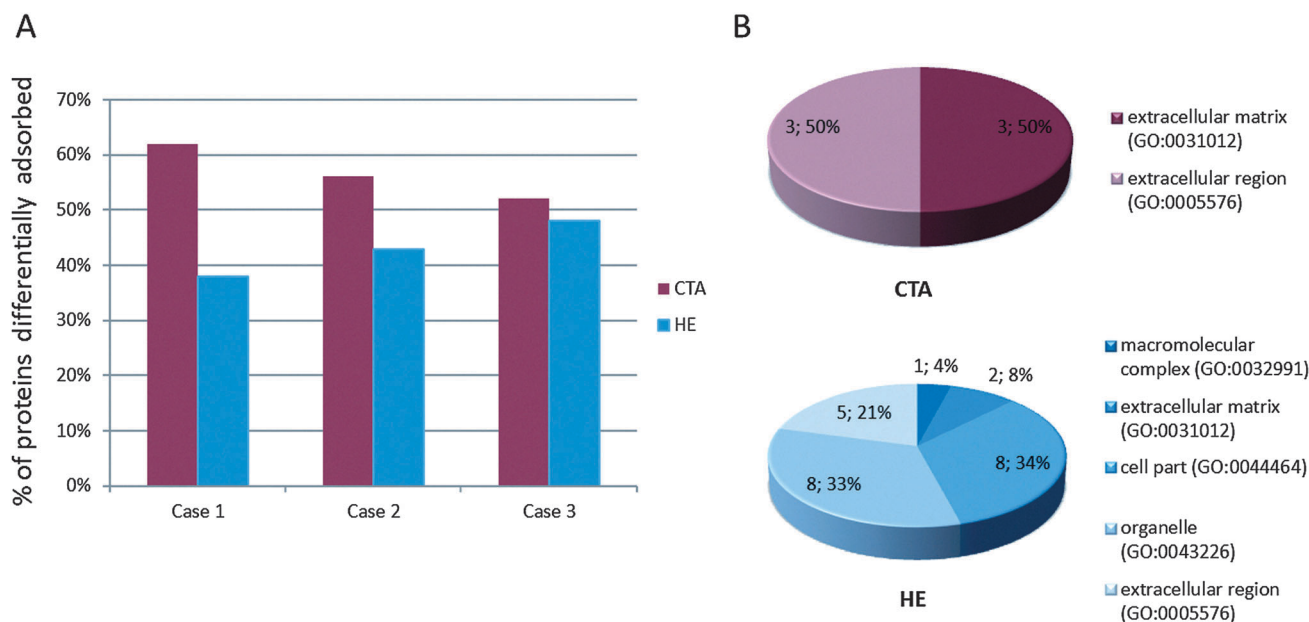 A
% of proteins differentially adsorbed
70%
60%
50%
40%
30%
20%
10%
0%
Case 1
Case 2
Case 3
CTA
HE
B
3; 50%
3; 50%
CTA
extracellular matrix
(GO:0031012)
extracellular region
(GO:0005576)
1; 4%
2; 8%
5; 21%
8; 34%
8; 33%
HE
macromolecular
complex (GO:0032991)
extracellular matrix
(GO:0031012)
cell part (GO:0044464)
organelle
(GO:0043226)
extracellular region
(GO:0005576)